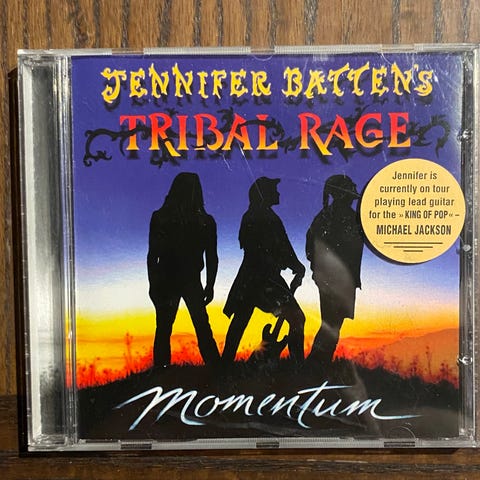 JENNIFER BATTEN'S
TRIBAL RAGE
Jennifer is
currently on tour
playing lead guitar
for the »KING OF POP« –
MICHAEL JACKSON
Momentum